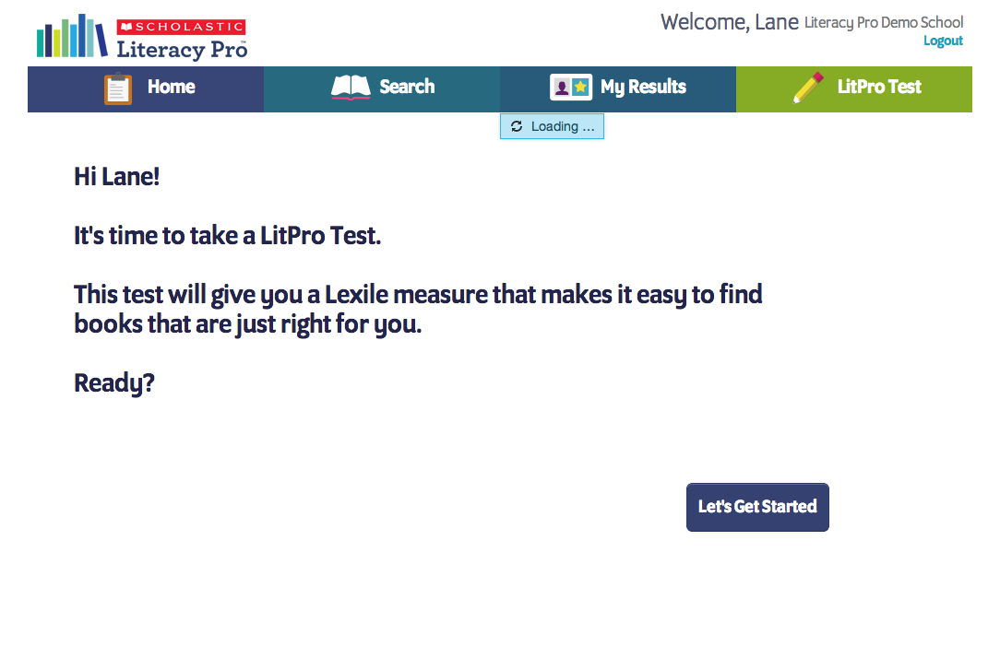 SCHOLASTIC
Literacy Pro™
Welcome, Lane Literacy Pro Demo School
Logout
Home Search My Results LitPro Test
Loading ...
Hi Lane!
It's time to take a LitPro Test.
This test will give you a Lexile measure that makes it easy to find
books that are just right for you.
Ready?
Let's Get Started